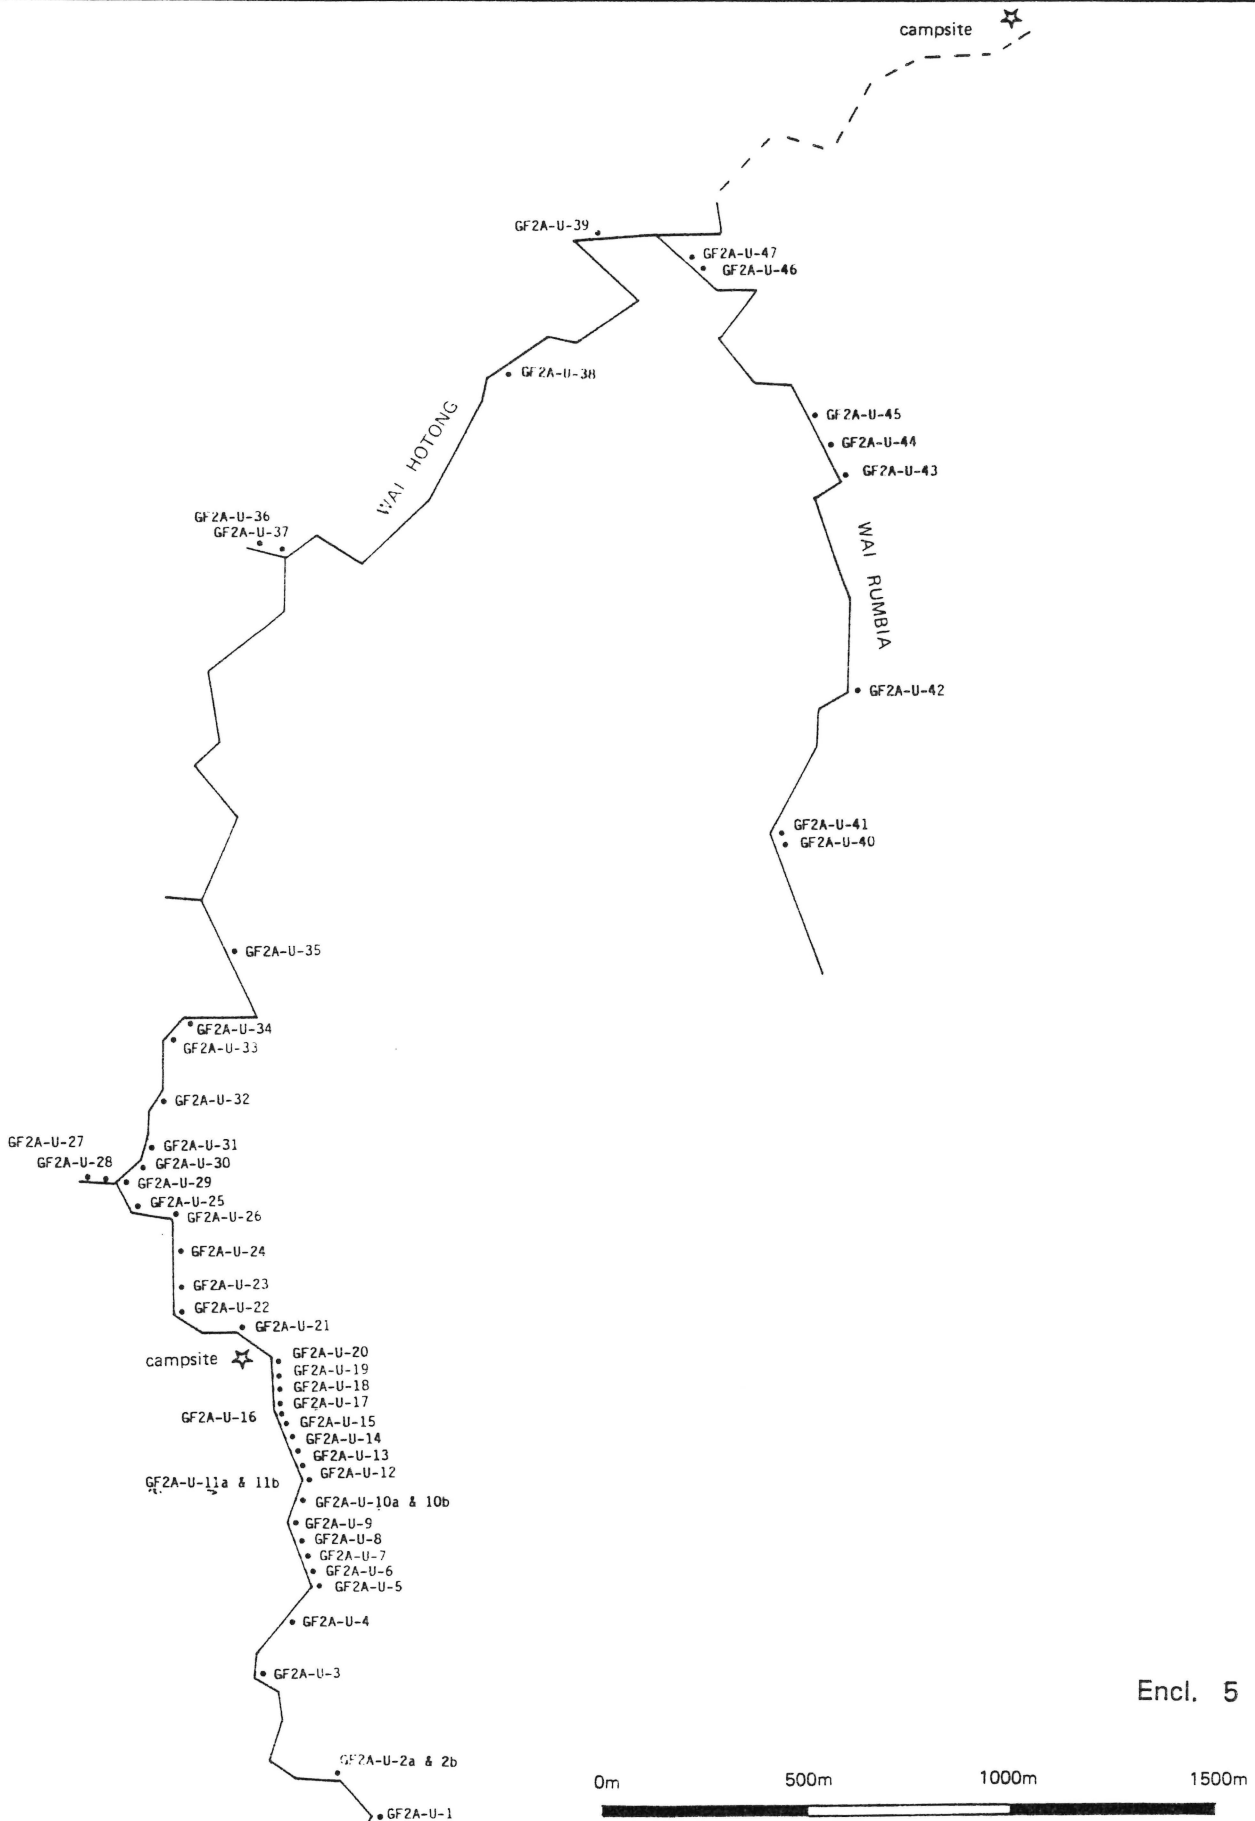 campsite
GF2A-U-39
GF2A-U-47
GF2A-U-46
GF2A-U-38
WAI HOTONG
GF2A-U-45
GF2A-U-44
GF2A-U-43
GF2A-U-36
GF2A-U-37
WAI RUMBIA
GF2A-U-42
GF2A-U-41
GF2A-U-40
GF2A-U-35
GF2A-U-34
GF2A-U-33
GF2A-U-32
GF2A-U-27
GF2A-U-31
GF2A-U-28
GF2A-U-30
GF2A-U-29
GF2A-U-25
GF2A-U-26
GF2A-U-24
GF2A-U-23
GF2A-U-22
GF2A-U-21
campsite
GF2A-U-20
GF2A-U-19
GF2A-U-18
GF2A-U-17
GF2A-U-16
GF2A-U-15
GF2A-U-14
GF2A-U-13
GF2A-U-12
GF2A-U-11a & 11b
GF2A-U-10a & 10b
GF2A-U-9
GF2A-U-8
GF2A-U-7
GF2A-U-6
GF2A-U-5
GF2A-U-4
GF2A-U-3
Encl. 5
GF2A-U-2a & 2b
0m 500m 1000m 1500m
GF2A-U-1